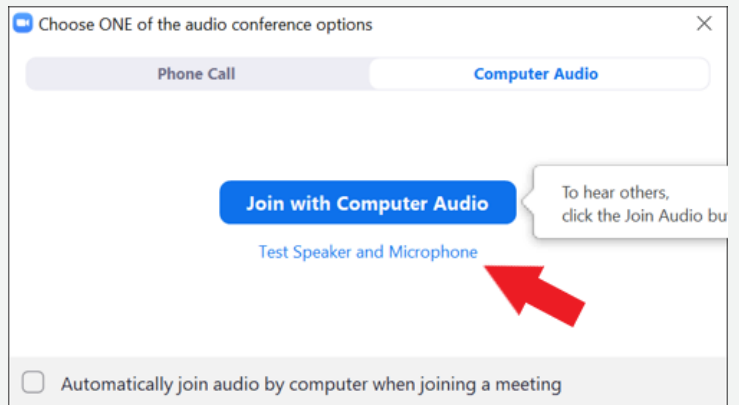 Choose ONE of the audio conference options
Phone Call
Computer Audio
Join with Computer Audio
To hear others,
click the Join Audio
Test Speaker and Microphone
Automatically join audio by computer when joining a meeting